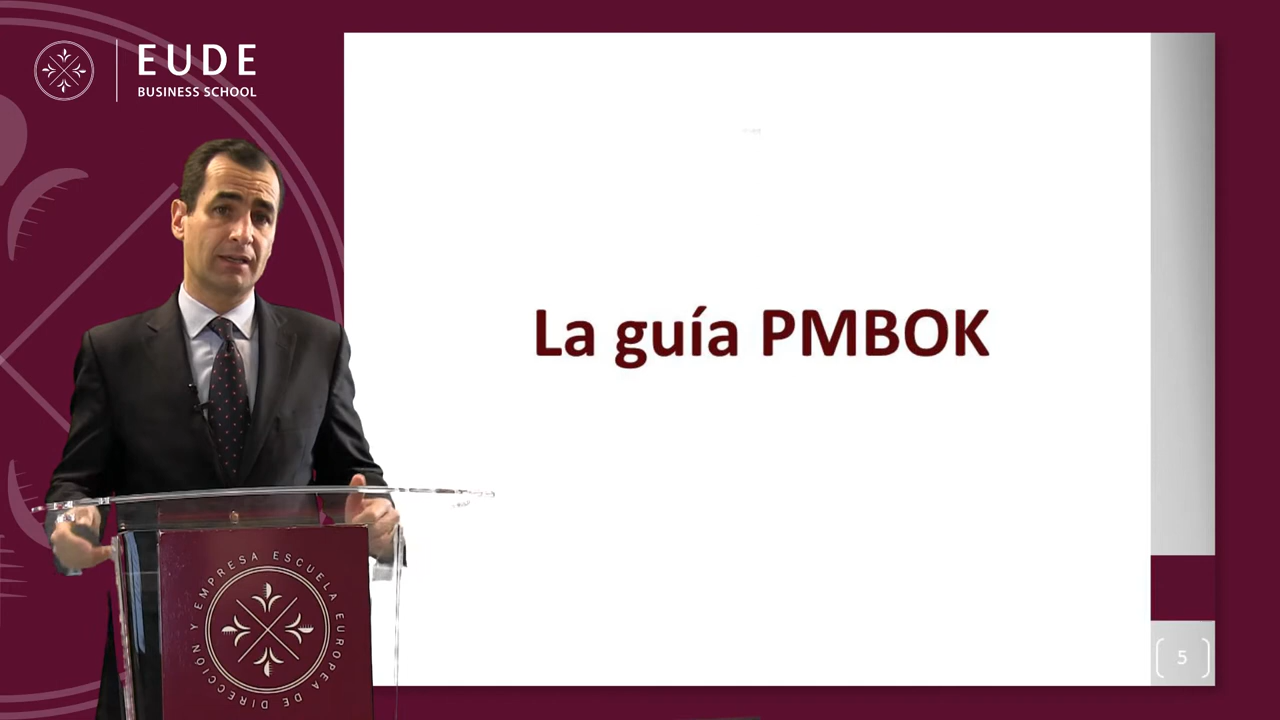 EUDE
BUSINESS SCHOOL
La guía PMBOK
5
ESCUELA EUROPEA DE DIRECCIÓN Y EMPRESA